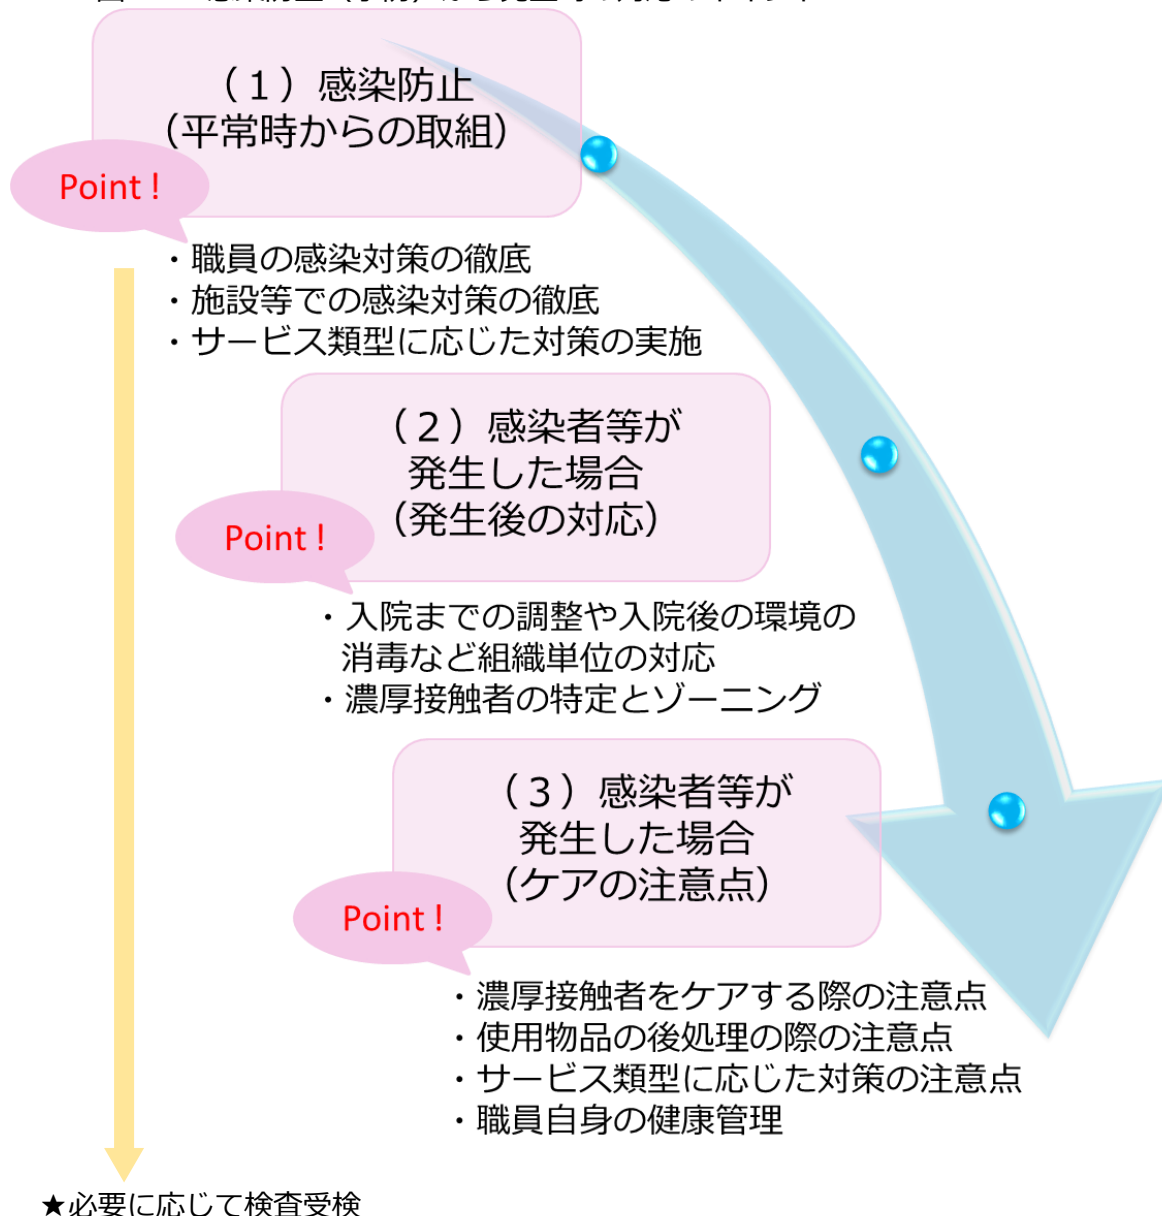 （１）感染防止
（平常時からの取組）
Point !
・職員の感染対策の徹底
・施設等での感染対策の徹底
・サービス類型に応じた対策の実施
（２）感染者等が
発生した場合
（発生後の対応）
Point !
・入院までの調整や入院後の環境の
消毒など組織単位の対応
・濃厚接触者の特定とゾーニング
（３）感染者等が
発生した場合
（ケアの注意点）
Point !
・濃厚接触者をケアする際の注意点
・使用物品の後処理の際の注意点
・サービス類型に応じた対策の注意点
・職員自身の健康管理
★必要に応じて検査受検